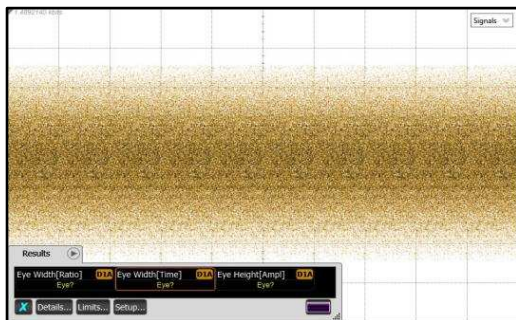 Signals
Results
Eye Width[Ratio] D1A Eye Width[Time] D1A Eye Height[Ampl] D1A
Eye? Eye? Eye?
X Details... Limits... Setup...